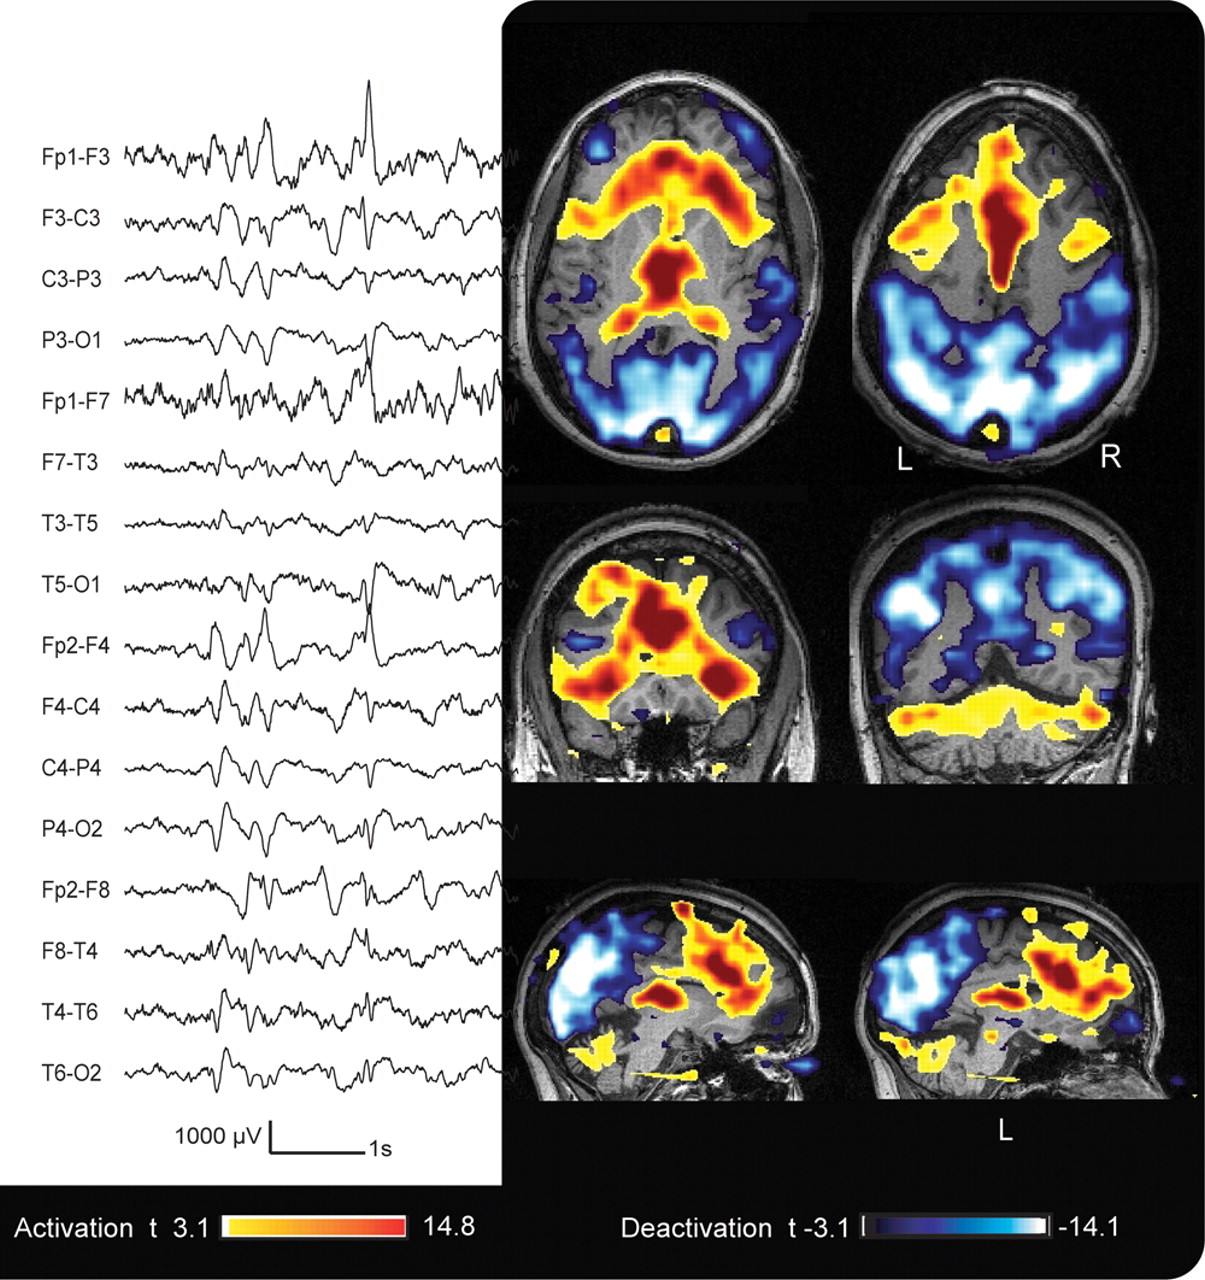 Fp1-F3
F3-C3
C3-P3
P3-O1
Fp1-F7
F7-T3
T3-T5
T5-O1
Fp2-F4
F4-C4
C4-P4
P4-O2
Fp2-F8
F8-T4
T4-T6
T6-O2
1000 µV
1s
L R
L
Activation t 3.1 14.8
Deactivation t -3.1 -14.1